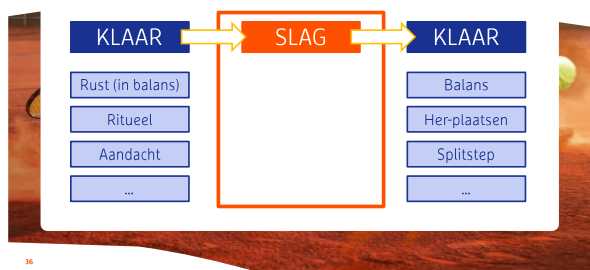 KLAAR
SLAG
KLAAR
Rust (in balans)
Ritueel
Aandacht
...
Balans
Her-plaatsen
Splitstep
...
36